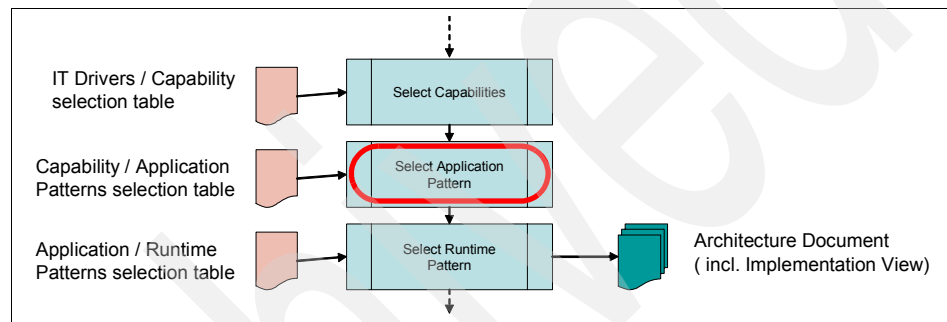 IT Drivers / Capability
selection table
Select Capabilities
Capability / Application
Patterns selection table
Select Application
Pattern
Application / Runtime
Patterns selection table
Select Runtime
Pattern
Architecture Document
( incl. Implementation View)